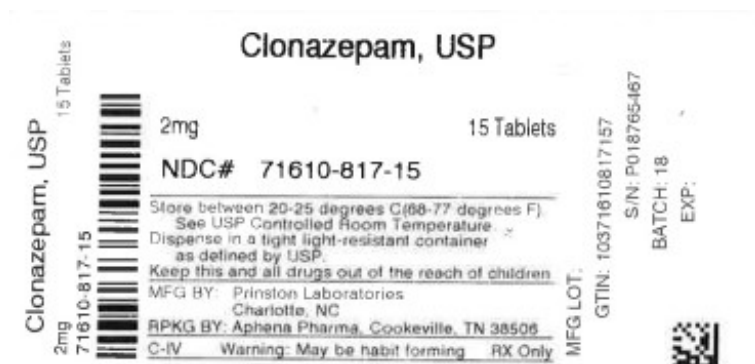 Clonazepam, USP
15 Tablets
2mg
71610-817-15
Clonazepam, USP
2mg 15 Tablets
NDC# 71610-817-15
Store between 20-25 degrees C(68-77 degrees F)
See USP Controlled Room Temperature
Dispense in a tight light-resistant container
as defined by USP.
Keep this and all drugs out of the reach of children
MFG BY: Prinston Laboratories
Charlotte, NC
RPKG BY: Aphena Pharma, Cookeville, TN 38506
C-IV Warning: May be habit forming RX Only
MFG LOT:
GTIN: 10371610817157
S/N: P018765467
BATCH: 18
EXP: